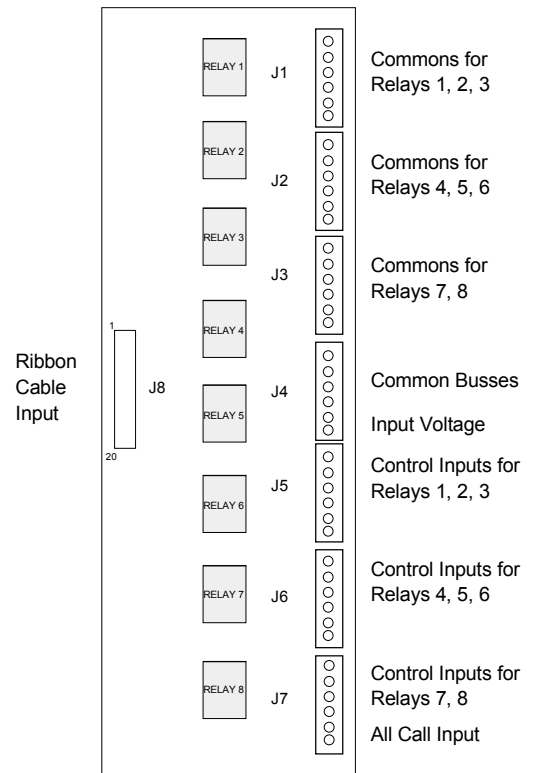 RELAY 1
J1
Commons for
Relays 1, 2, 3
RELAY 2
J2
Commons for
Relays 4, 5, 6
RELAY 3
J3
Commons for
Relays 7, 8
RELAY 4
1
Ribbon
Cable
Input
J8
20
J4
Common Busses
RELAY 5
Input Voltage
J5
Control Inputs for
Relays 1, 2, 3
RELAY 6
RELAY 7
J6
Control Inputs for
Relays 4, 5, 6
RELAY 8
J7
Control Inputs for
Relays 7, 8
All Call Input